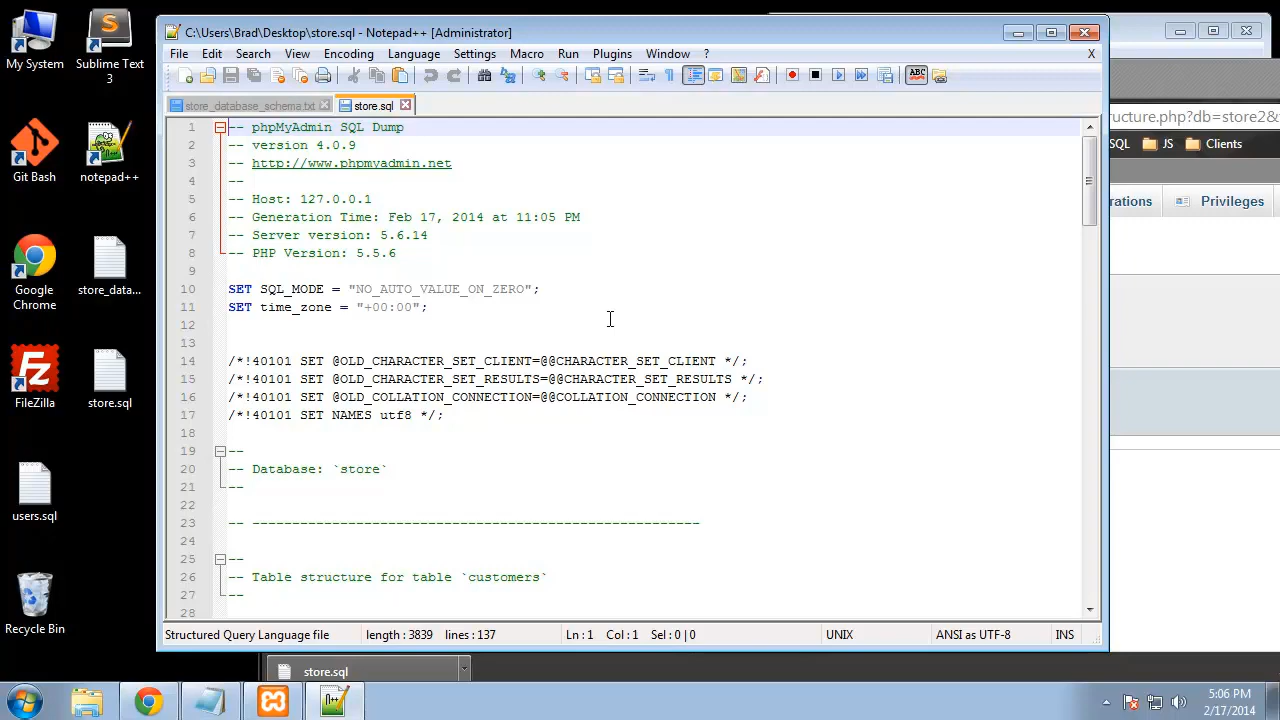 C:\Users\Brad\Desktop\store.sql - Notepad++ [Administrator]
File Edit Search View Encoding Language Settings Macro Run Plugins Window ? X
ABC
store_database_schema.txt store.sql
1 -- phpMyAdmin SQL Dump
2 -- version 4.0.9
3 -- http://www.phpmyadmin.net
4 --
5 -- Host: 127.0.0.1
6 -- Generation Time: Feb 17, 2014 at 11:05 PM
7 -- Server version: 5.6.14
8 -- PHP Version: 5.5.6
9
10 SET SQL_MODE = "NO_AUTO_VALUE_ON_ZERO";
11 SET time_zone = "+00:00";
12
13
14 /*!40101 SET @OLD_CHARACTER_SET_CLIENT=@@CHARACTER_SET_CLIENT */;
15 /*!40101 SET @OLD_CHARACTER_SET_RESULTS=@@CHARACTER_SET_RESULTS */;
16 /*!40101 SET @OLD_COLLATION_CONNECTION=@@COLLATION_CONNECTION */;
17 /*!40101 SET NAMES utf8 */;
18
19 --
20 -- Database: `store`
21 --
22
23 -- --------------------------------------------------------
24
25 --
26 -- Table structure for table `customers`
27 --
28
Structured Query Language file length : 3839 lines : 137 Ln : 1 Col : 1 Sel : 0 | 0 UNIX ANSI as UTF-8 INS
My System
Sublime Text 3
Git Bash
notepad++
Google Chrome
store_data...
FileZilla
store.sql
users.sql
Recycle Bin
ucture.php?db=store2&
SQL JS Clients
rations Privileges
store.sql
5:06 PM
2/17/2014